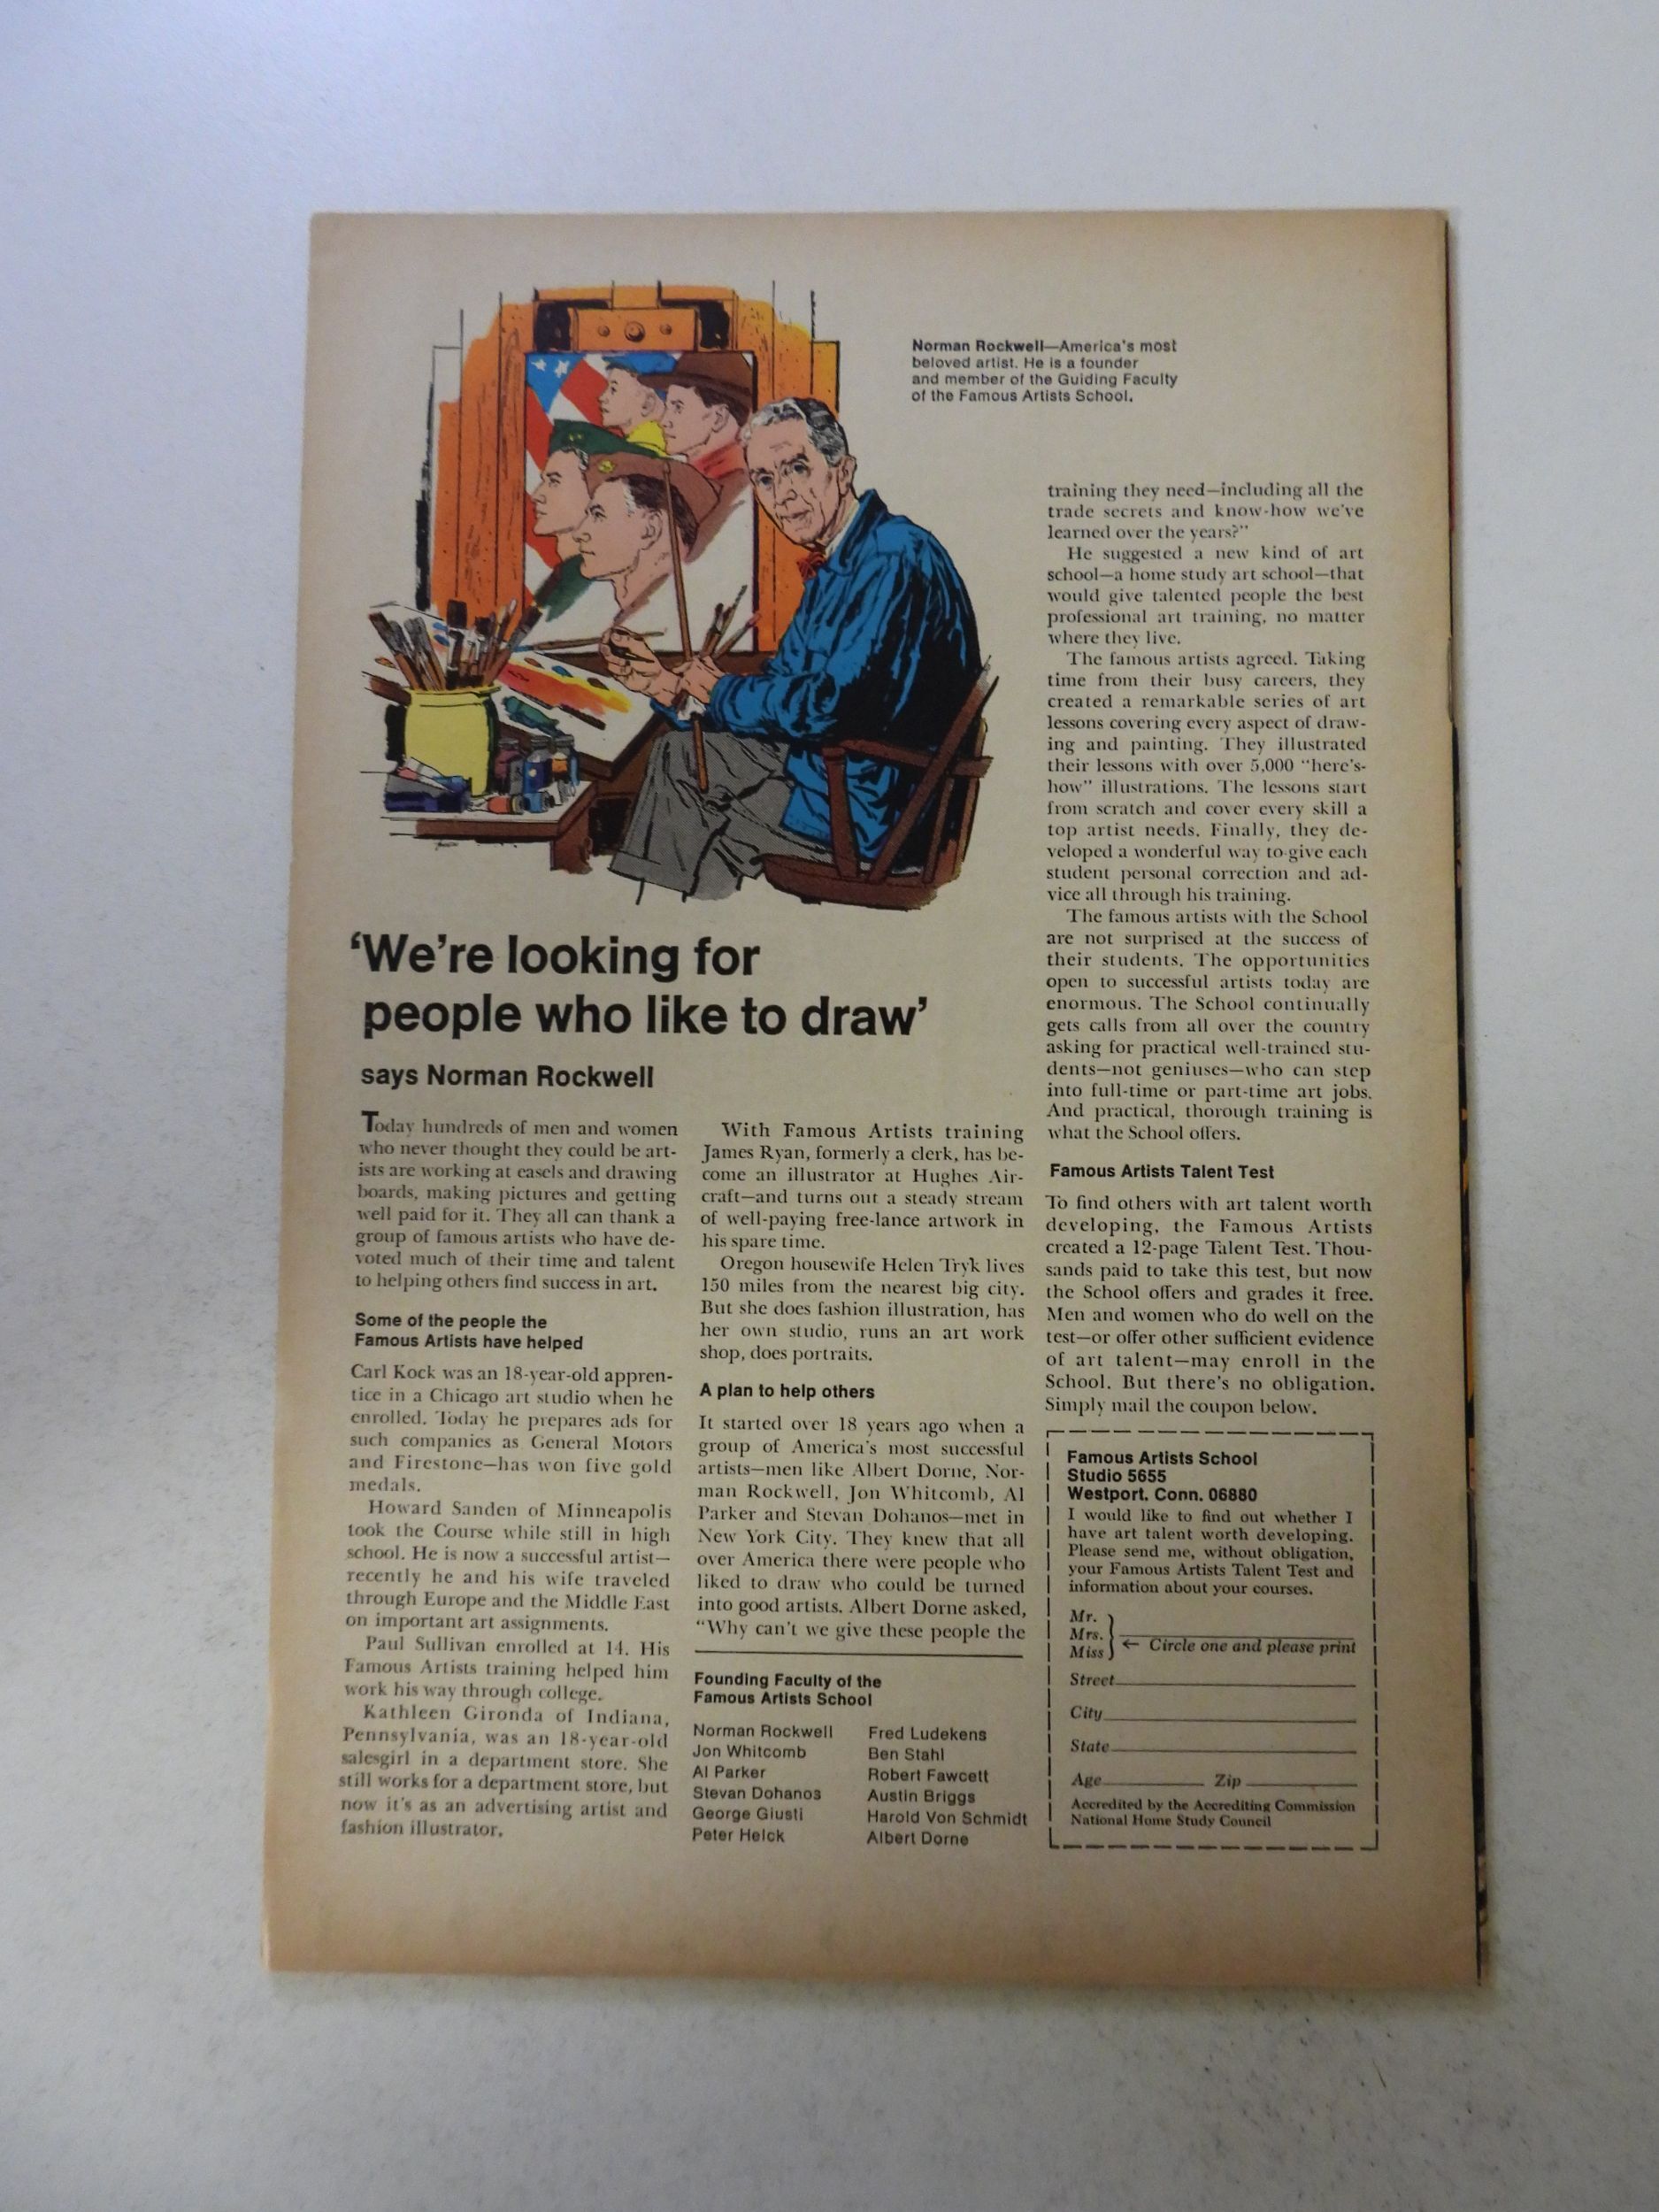 Norman Rockwell—America's most
beloved artist. He is a founder
and member of the Guiding Faculty
of the Famous Artists School.
'We're looking for
people who like to draw'
says Norman Rockwell
Today hundreds of men and women
who never thought they could be art-
ists are working at easels and drawing
boards, making pictures and getting
well paid for it. They all can thank a
group of famous artists who have de-
voted much of their time and talent
to helping others find success in art.
Some of the people the
Famous Artists have helped
Carl Kock was an 18-year-old appren-
tice in a Chicago art studio when he
enrolled. Today he prepares ads for
such companies as General Motors
and Firestone—has won five gold
medals.
Howard Sanden of Minneapolis
took the Course while still in high
school. He is now a successful artist—
recently he and his wife traveled
through Europe and the Middle East
on important art assignments.
Paul Sullivan enrolled at 14. His
Famous Artists training helped him
work his way through college.
Kathleen Gironda of Indiana,
Pennsylvania, was an 18-year-old
salesgirl in a department store. She
still works for a department store, but
now it's as an advertising artist and
fashion illustrator.
With Famous Artists training
James Ryan, formerly a clerk, has be-
come an illustrator at Hughes Air-
craft—and turns out a steady stream
of well-paying free-lance artwork in
his spare time.
Oregon housewife Helen Tryk lives
150 miles from the nearest big city.
But she does fashion illustration, has
her own studio, runs an art work
shop, does portraits.
A plan to help others
It started over 18 years ago when a
group of America's most successful
artists—men like Albert Dorne, Nor-
man Rockwell, Jon Whitcomb, Al
Parker and Stevan Dohanos—met in
New York City. They knew that all
over America there were people who
liked to draw who could be turned
into good artists. Albert Dorne asked,
"Why can't we give these people the
training they need—including all the
trade secrets and know-how we've
learned over the years?"
He suggested a new kind of art
school—a home study art school—that
would give talented people the best
professional art training, no matter
where they live.
The famous artists agreed. Taking
time from their busy careers, they
created a remarkable series of art
lessons covering every aspect of draw-
ing and painting. They illustrated
their lessons with over 5,000 "here's-
how" illustrations. The lessons start
from scratch and cover every skill a
top artist needs. Finally, they de-
veloped a wonderful way to give each
student personal correction and ad-
vice all through his training.
The famous artists with the School
are not surprised at the success of
their students. The opportunities
open to successful artists today are
enormous. The School continually
gets calls from all over the country
asking for practical well-trained stu-
dents—not geniuses—who can step
into full-time or part-time art jobs.
And practical, thorough training is
what the School offers.
Famous Artists Talent Test
To find others with art talent worth
developing, the Famous Artists
created a 12-page Talent Test. Thou-
sands paid to take this test, but now
the School offers and grades it free.
Men and women who do well on the
test—or offer other sufficient evidence
of art talent—may enroll in the
School. But there's no obligation.
Simply mail the coupon below.
Founding Faculty of the
Famous Artists School
Norman Rockwell
Jon Whitcomb
Al Parker
Stevan Dohanos
George Giusti
Peter Helck
Fred Ludekens
Ben Stahl
Robert Fawcett
Austin Briggs
Harold Von Schmidt
Albert Dorne
Famous Artists School
Studio 5655
Westport, Conn. 06880
I would like to find out whether I
have art talent worth developing.
Please send me, without obligation,
your Famous Artists Talent Test and
information about your courses.
Mr.
Mrs.
Miss ← Circle one and please print
Street
City
State
Age Zip
Accredited by the Accrediting Commission
National Home Study Council